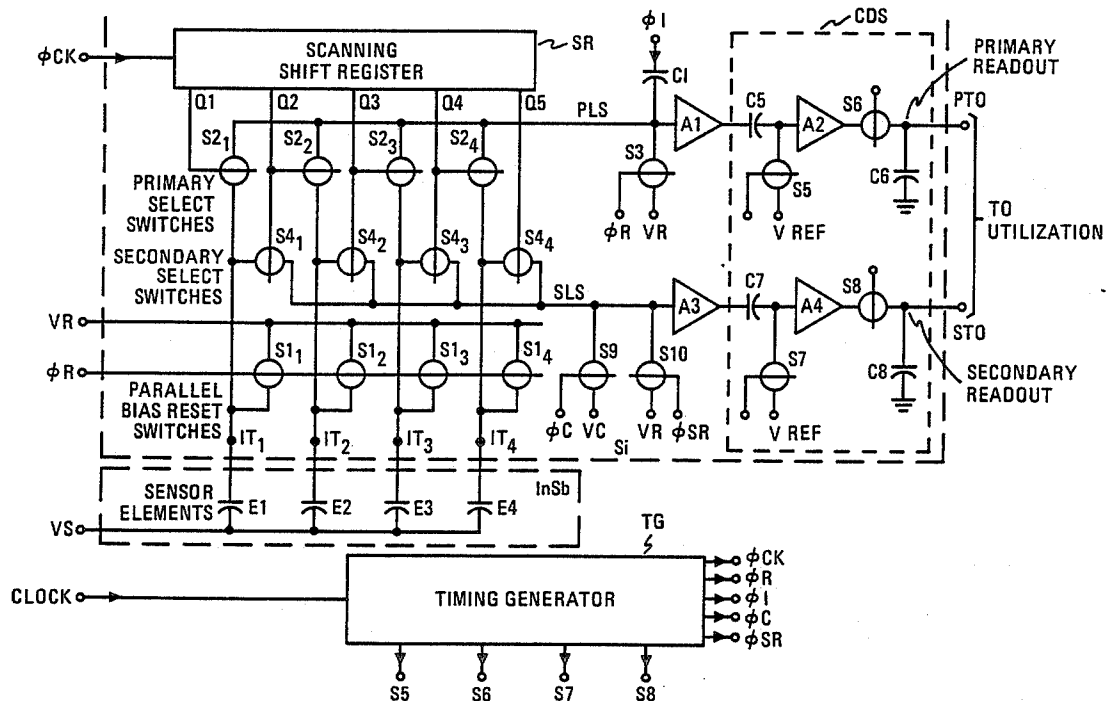 ϕI
CDS
ϕCK
SCANNING
SHIFT REGISTER
SR
C1
PRIMARY
READOUT
Q1 Q2 Q3 Q4 Q5
PLS
A1
C5
A2
S6
PTO
S2₁ S2₂ S2₃ S2₄
S3
S5
C6
PRIMARY
SELECT
SWITCHES
ϕR VR
V REF
TO
UTILIZATION
S4₁ S4₂ S4₃ S4₄
SECONDARY
SELECT
SWITCHES
SLS
A3
C7
A4
S8
STO
VR
S1₁ S1₂ S1₃ S1₄
S9 S10
S7
C8
ϕR
PARALLEL
BIAS RESET
SWITCHES
SECONDARY
READOUT
ϕC VC VR ϕSR
V REF
IT₁ IT₂ IT₃ IT₄
Si
SENSOR
ELEMENTS
InSb
E1 E2 E3 E4
VS
TG
CLOCK
TIMING GENERATOR
ϕCK
ϕR
ϕI
ϕC
ϕSR
S5 S6 S7 S8